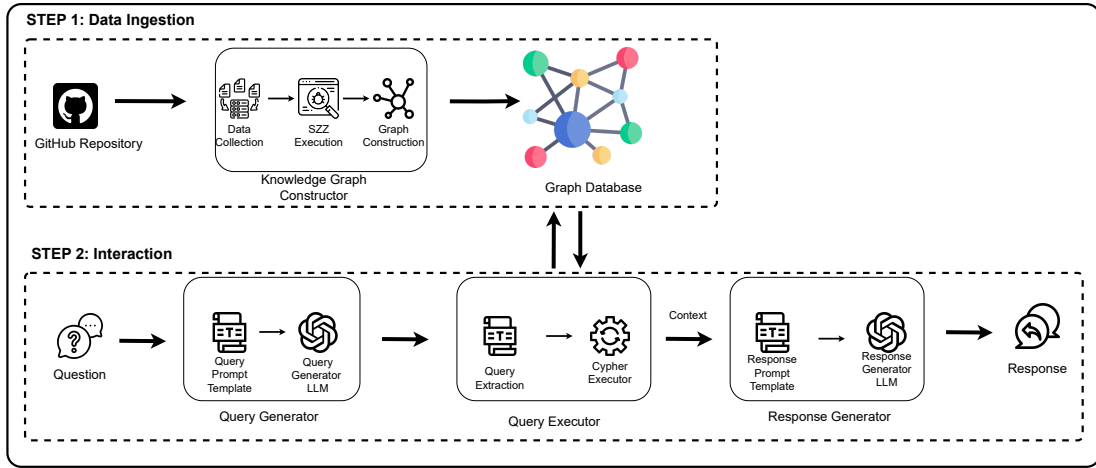 STEP 1: Data Ingestion
GitHub Repository
Data
Collection
SZZ
Execution
Graph
Construction
Knowledge Graph
Constructor
Graph Database
STEP 2: Interaction
Question
T
Query
Prompt
Template
Query
Generator
LLM
Query Generator
T
Query
Extraction
Cypher
Executor
Query Executor
Context
T
Response
Prompt
Template
Response
Generator
LLM
Response Generator
Response